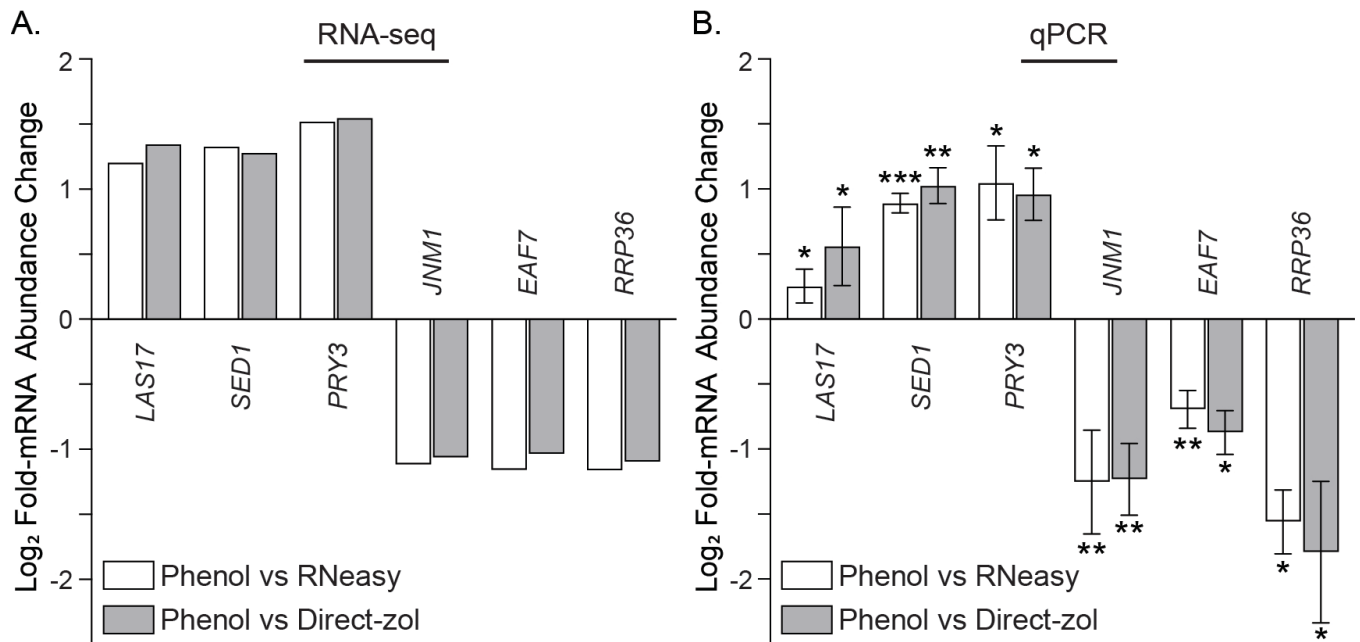 A.
RNA-seq
Log₂ Fold-mRNA Abundance Change
2
1
0
-1
-2
LAS17
SED1
PRY3
JNM1
EAF7
RRP36
Phenol vs RNeasy
Phenol vs Direct-zol
B.
qPCR
Log₂ Fold-mRNA Abundance Change
2
1
0
-1
-2
* * *** ** * *
LAS17
SED1
PRY3
JNM1
EAF7
RRP36
** ** ** * * *
Phenol vs RNeasy
Phenol vs Direct-zol